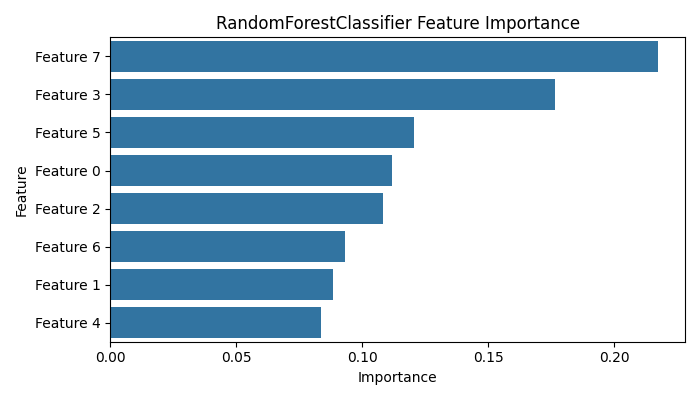 RandomForestClassifier Feature Importance
Feature 7
Feature 3
Feature 5
Feature 0
Feature 2
Feature 6
Feature 1
Feature 4
Feature
0.00 0.05 0.10 0.15 0.20
Importance